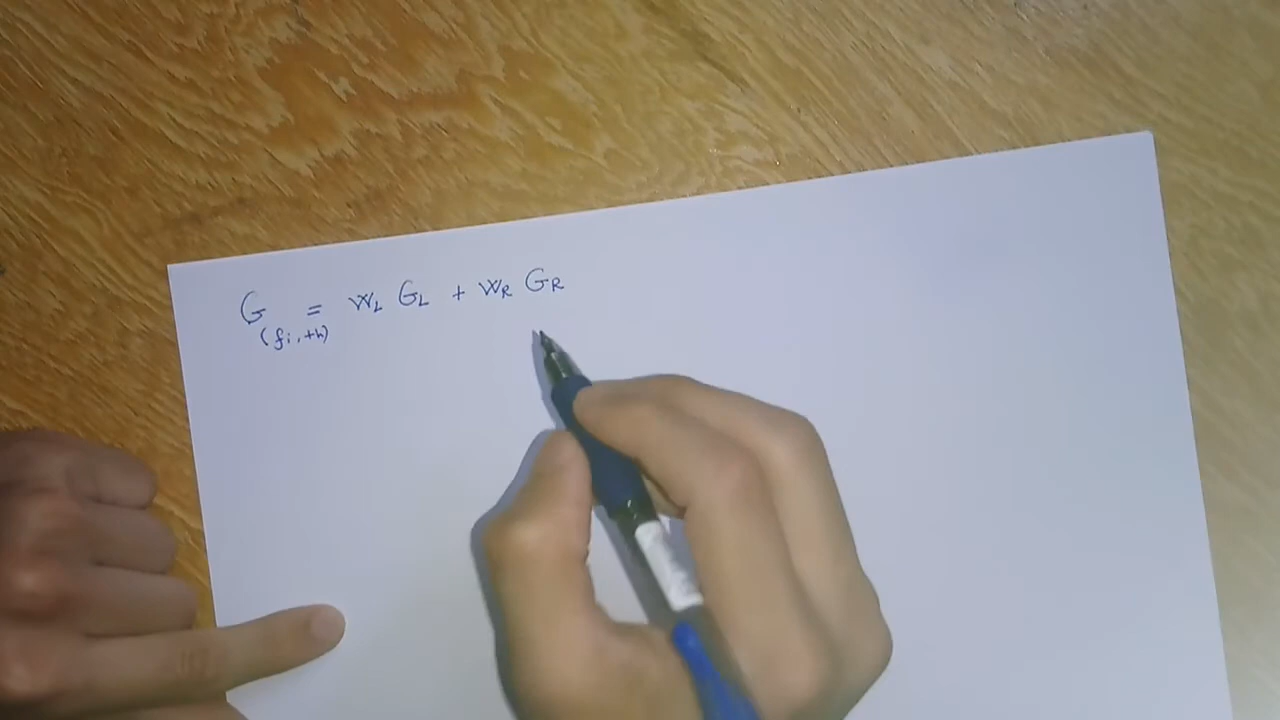 G = WL GL + WR GR
(fi, th)